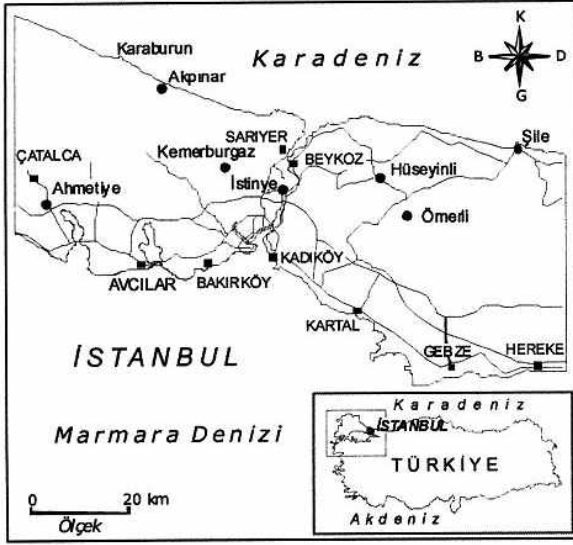 K
B D
G
Karaburun
Karadeniz
Akpınar
SARIYER
Şile
ÇATALCA
Kemerburgaz
BEYKOZ
Hüseyinli
Ahmetiye
İstinye
Ömerli
KADIKÖY
AVCILAR
BAKIRKÖY
KARTAL
GEBZE
HEREKE
İSTANBUL
Marmara Denizi
Karadeniz
İSTANBUL
TÜRKİYE
Akdeniz
0 20 km
Ölçek